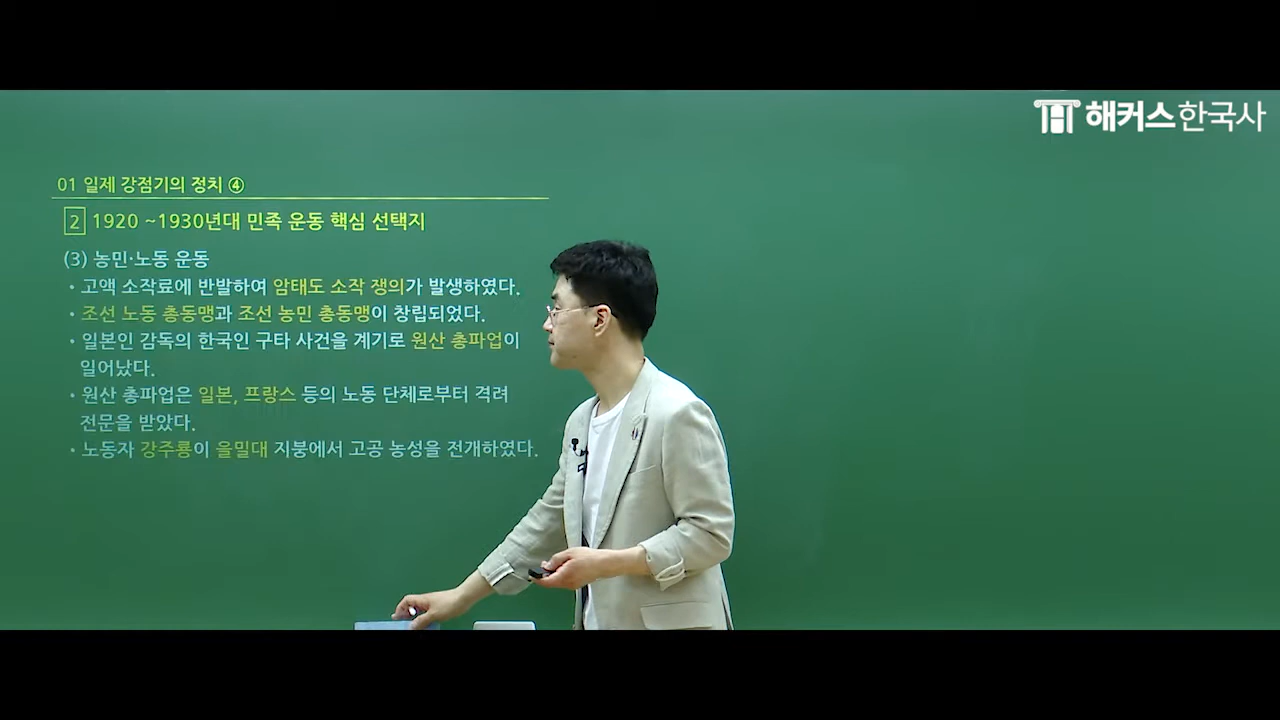 해커스한국사
01 일제 강점기의 정치 ④
2 1920 ~1930년대 민족 운동 핵심 선택지
(3) 농민·노동 운동
• 고액 소작료에 반발하여 암태도 소작 쟁의가 발생하였다.
• 조선 노동 총동맹과 조선 농민 총동맹이 창립되었다.
• 일본인 감독의 한국인 구타 사건을 계기로 원산 총파업이
일어났다.
• 원산 총파업은 일본, 프랑스 등의 노동 단체로부터 격려
전문을 받았다.
• 노동자 강주룡이 을밀대 지붕에서 고공 농성을 전개하였다.